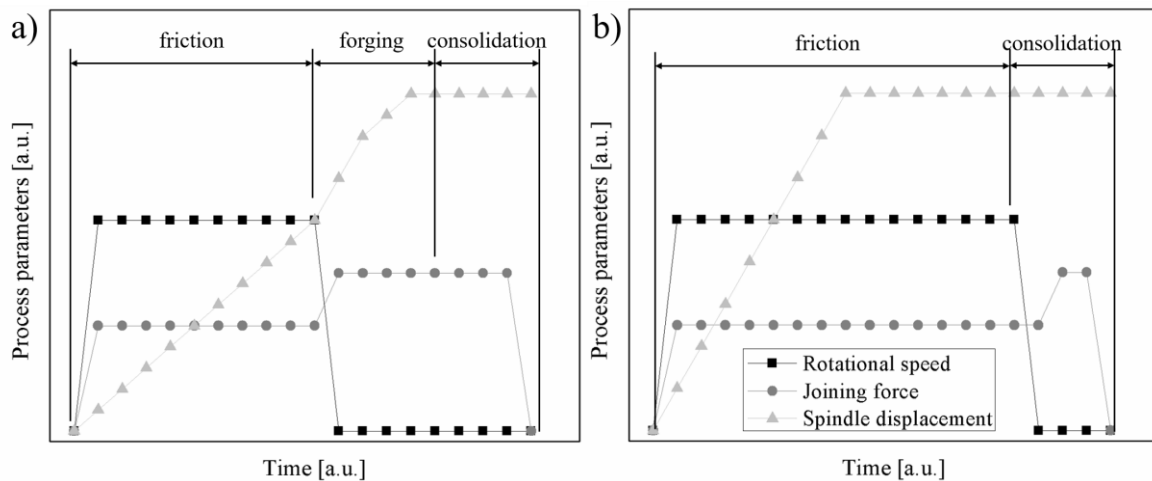 a)
friction
forging
consolidation
Process parameters [a.u.]
Time [a.u.]
b)
friction
consolidation
Process parameters [a.u.]
Rotational speed
Joining force
Spindle displacement
Time [a.u.]